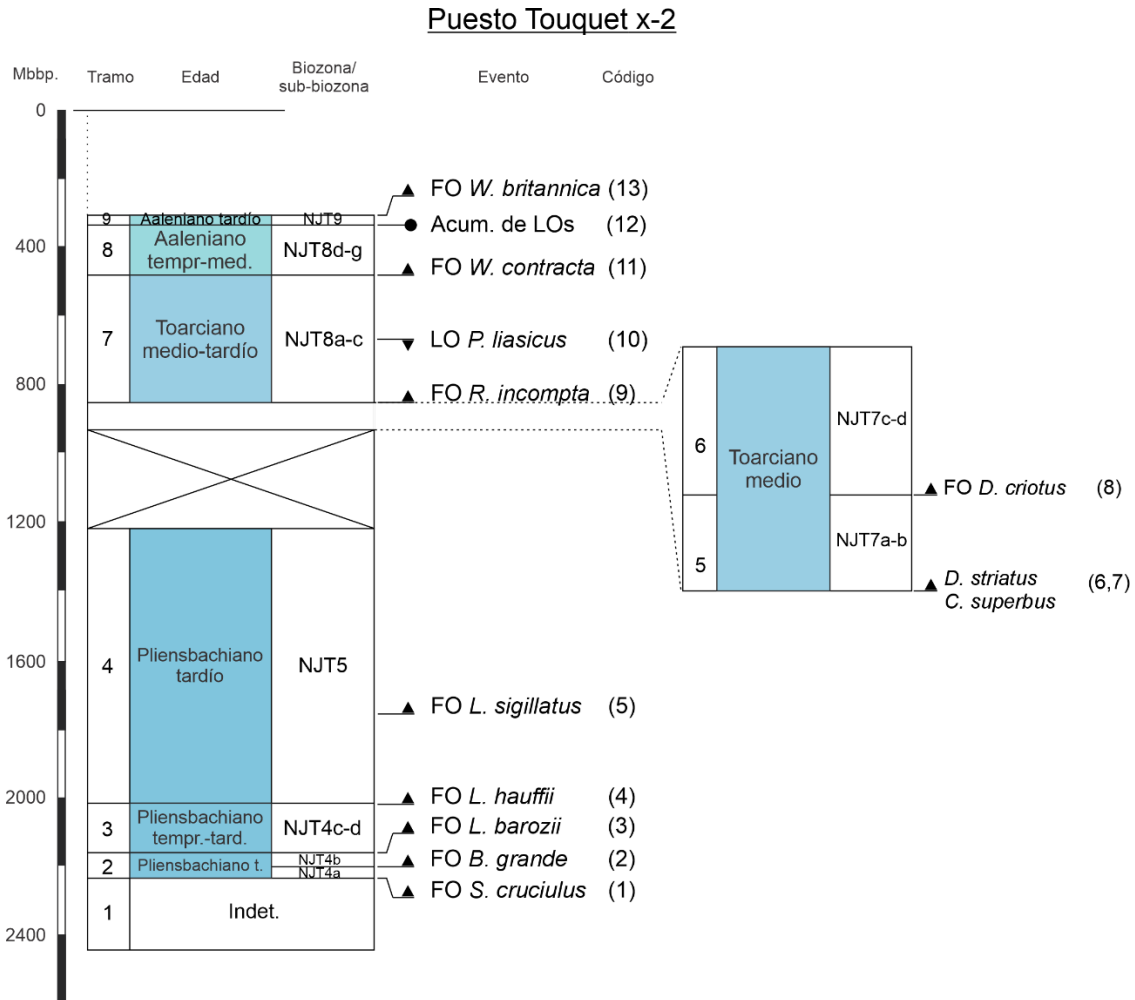 Puesto Touquet x-2
Mbbp. Tramo Edad Biozona/ sub-biozona Evento Código
0
FO W. britannica (13)
9 Aaleniano tardío NJT9
Acum. de LOs (12)
400
8 Aaleniano tempr-med. NJT8d-g
FO W. contracta (11)
7 Toarciano medio-tardío NJT8a-c
LO P. liasicus (10)
800
FO R. incompta (9)
6 NJT7c-d
Toarciano medio
FO D. criotus (8)
5 NJT7a-b
D. striatus (6,7)
C. superbus
1200
1600
4 Pliensbachiano tardío NJT5
FO L. sigillatus (5)
2000
FO L. hauffii (4)
3 Pliensbachiano tempr.-tard. NJT4c-d
FO L. barozii (3)
2 Pliensbachiano t. NJT4b
NJT4a
FO B. grande (2)
FO S. cruciulus (1)
1 Indet.
2400